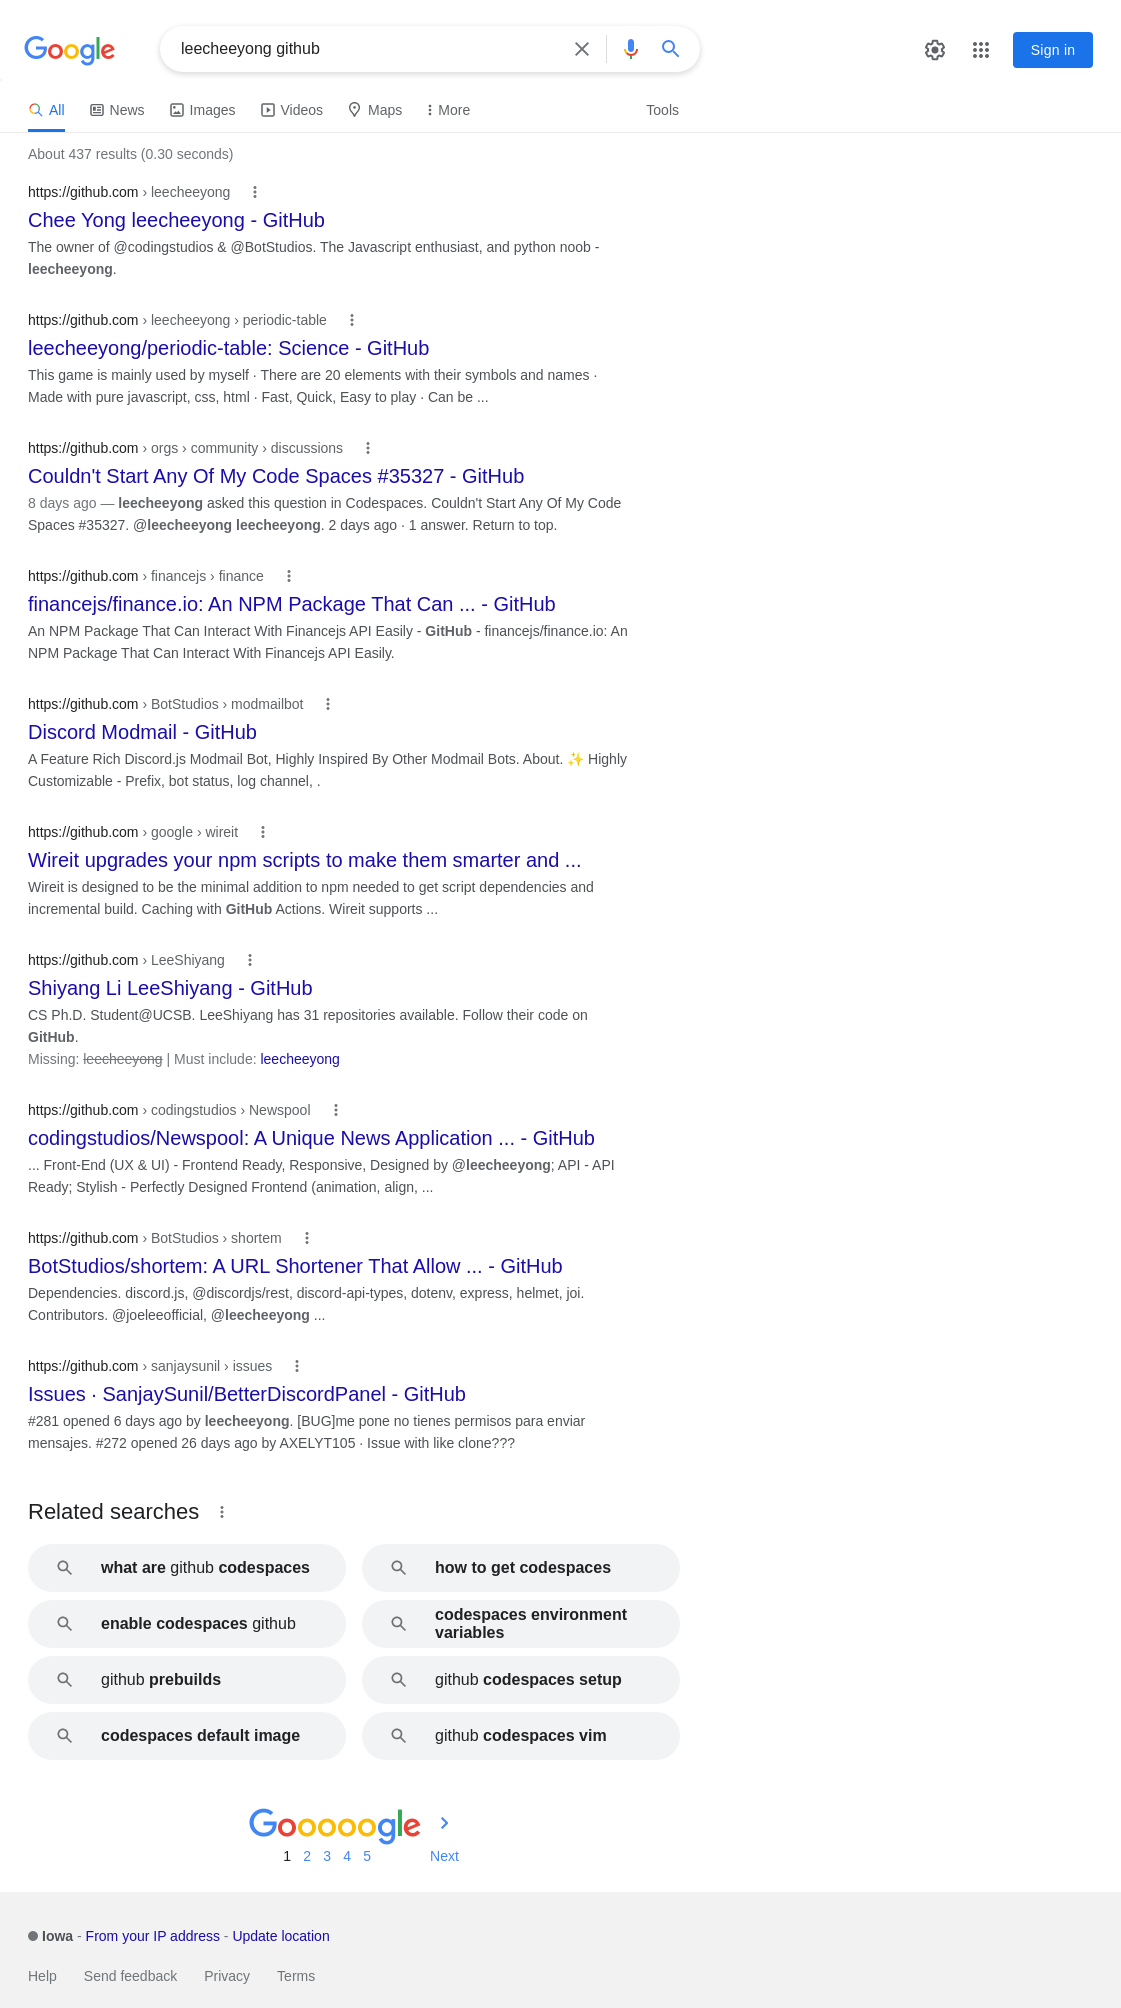 Google
leecheeyong github
Sign in
All News Images Videos Maps More Tools
About 437 results (0.30 seconds)
https://github.com › leecheeyong
Chee Yong leecheeyong - GitHub
The owner of @codingstudios & @BotStudios. The Javascript enthusiast, and python noob -
leecheeyong.
https://github.com › leecheeyong › periodic-table
leecheeyong/periodic-table: Science - GitHub
This game is mainly used by myself · There are 20 elements with their symbols and names ·
Made with pure javascript, css, html · Fast, Quick, Easy to play · Can be ...
https://github.com › orgs › community › discussions
Couldn't Start Any Of My Code Spaces #35327 - GitHub
8 days ago — leecheeyong asked this question in Codespaces. Couldn't Start Any Of My Code
Spaces #35327. @leecheeyong leecheeyong. 2 days ago · 1 answer. Return to top.
https://github.com › financejs › finance
financejs/finance.io: An NPM Package That Can ... - GitHub
An NPM Package That Can Interact With Financejs API Easily - GitHub - financejs/finance.io: An
NPM Package That Can Interact With Financejs API Easily.
https://github.com › BotStudios › modmailbot
Discord Modmail - GitHub
A Feature Rich Discord.js Modmail Bot, Highly Inspired By Other Modmail Bots. About. ✨ Highly
Customizable - Prefix, bot status, log channel, .
https://github.com › google › wireit
Wireit upgrades your npm scripts to make them smarter and ...
Wireit is designed to be the minimal addition to npm needed to get script dependencies and
incremental build. Caching with GitHub Actions. Wireit supports ...
https://github.com › LeeShiyang
Shiyang Li LeeShiyang - GitHub
CS Ph.D. Student@UCSB. LeeShiyang has 31 repositories available. Follow their code on
GitHub.
Missing: leecheeyong | Must include: leecheeyong
https://github.com › codingstudios › Newspool
codingstudios/Newspool: A Unique News Application ... - GitHub
... Front-End (UX & UI) - Frontend Ready, Responsive, Designed by @leecheeyong; API - API
Ready; Stylish - Perfectly Designed Frontend (animation, align, ...
https://github.com › BotStudios › shortem
BotStudios/shortem: A URL Shortener That Allow ... - GitHub
Dependencies. discord.js, @discordjs/rest, discord-api-types, dotenv, express, helmet, joi.
Contributors. @joeleeofficial, @leecheeyong ...
https://github.com › sanjaysunil › issues
Issues · SanjaySunil/BetterDiscordPanel - GitHub
#281 opened 6 days ago by leecheeyong. [BUG]me pone no tienes permisos para enviar
mensajes. #272 opened 26 days ago by AXELYT105 · Issue with like clone???
Related searches
what are github codespaces
how to get codespaces
enable codespaces github
codespaces environment
variables
github prebuilds
github codespaces setup
codespaces default image
github codespaces vim
Gooooogle
1 2 3 4 5 Next
Iowa - From your IP address - Update location
Help Send feedback Privacy Terms